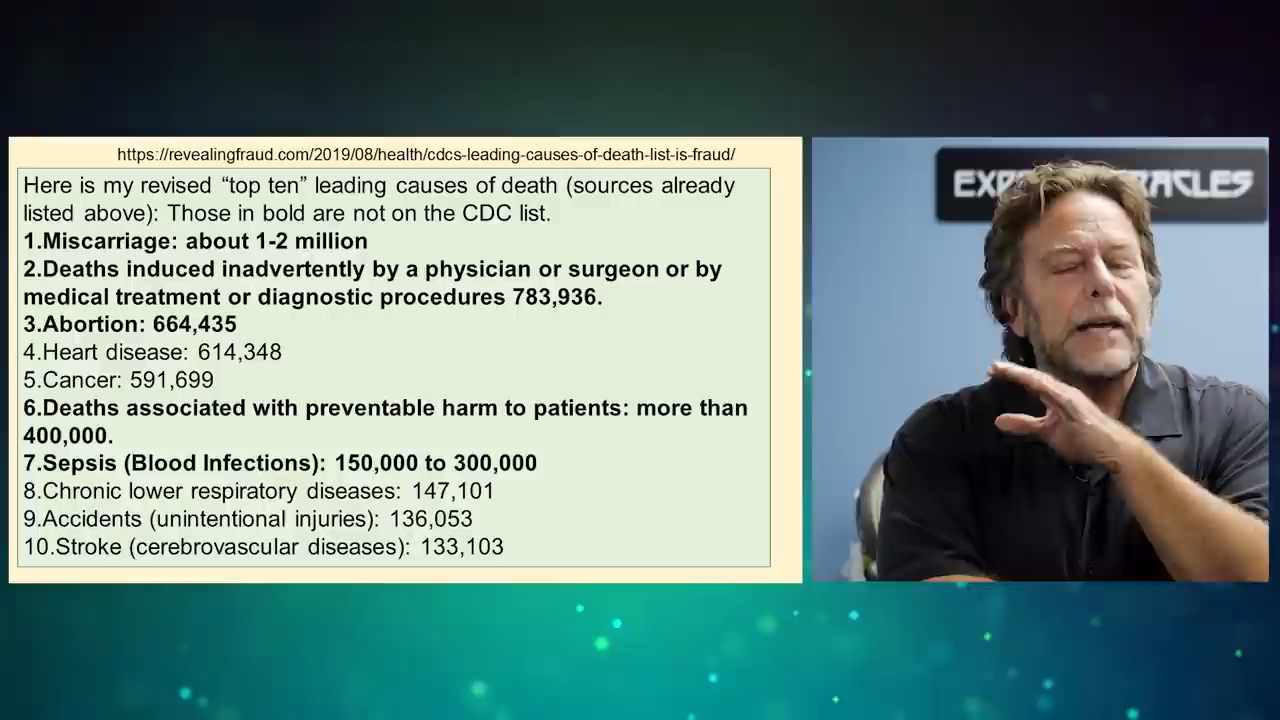 https://revealingfraud.com/2019/08/health/cdcs-leading-causes-of-death-list-is-fraud/
Here is my revised “top ten” leading causes of death (sources already
listed above): Those in bold are not on the CDC list.
1.Miscarriage: about 1-2 million
2.Deaths induced inadvertently by a physician or surgeon or by
medical treatment or diagnostic procedures 783,936.
3.Abortion: 664,435
4.Heart disease: 614,348
5.Cancer: 591,699
6.Deaths associated with preventable harm to patients: more than
400,000.
7.Sepsis (Blood Infections): 150,000 to 300,000
8.Chronic lower respiratory diseases: 147,101
9.Accidents (unintentional injuries): 136,053
10.Stroke (cerebrovascular diseases): 133,103